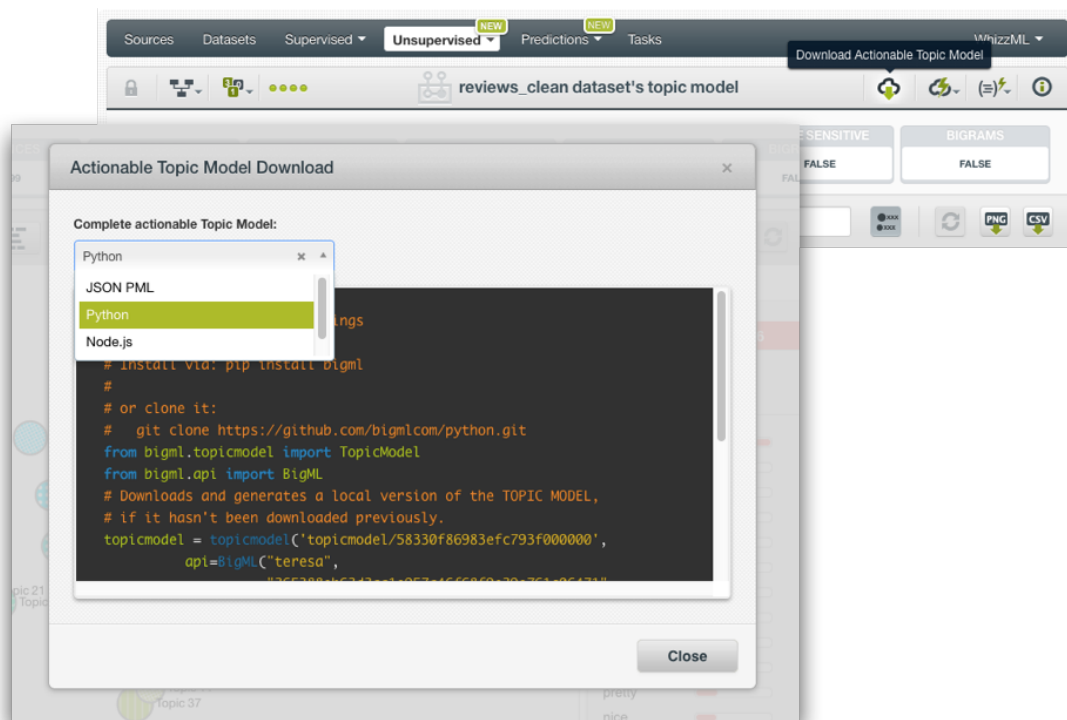 NEW
NEW
Sources Datasets Supervised Unsupervised Predictions Tasks WhizzML
Download Actionable Topic Model
reviews_clean dataset's topic model
SENSITIVE BIGRAMS
FALSE FALSE
PNG CSV
Actionable Topic Model Download
Complete actionable Topic Model:
Python
JSON PML
Python
Node.js
# Install via: pip install bigml
#
# or clone it:
# git clone https://github.com/bigmlcom/python.git
from bigml.topicmodel import TopicModel
from bigml.api import BigML
# Downloads and generates a local version of the TOPIC MODEL,
# if it hasn't been downloaded previously.
topicmodel = topicmodel('topicmodel/58330f86983efc793f000000',
api=BigML("teresa",
Close
Topic 37
pretty
nice